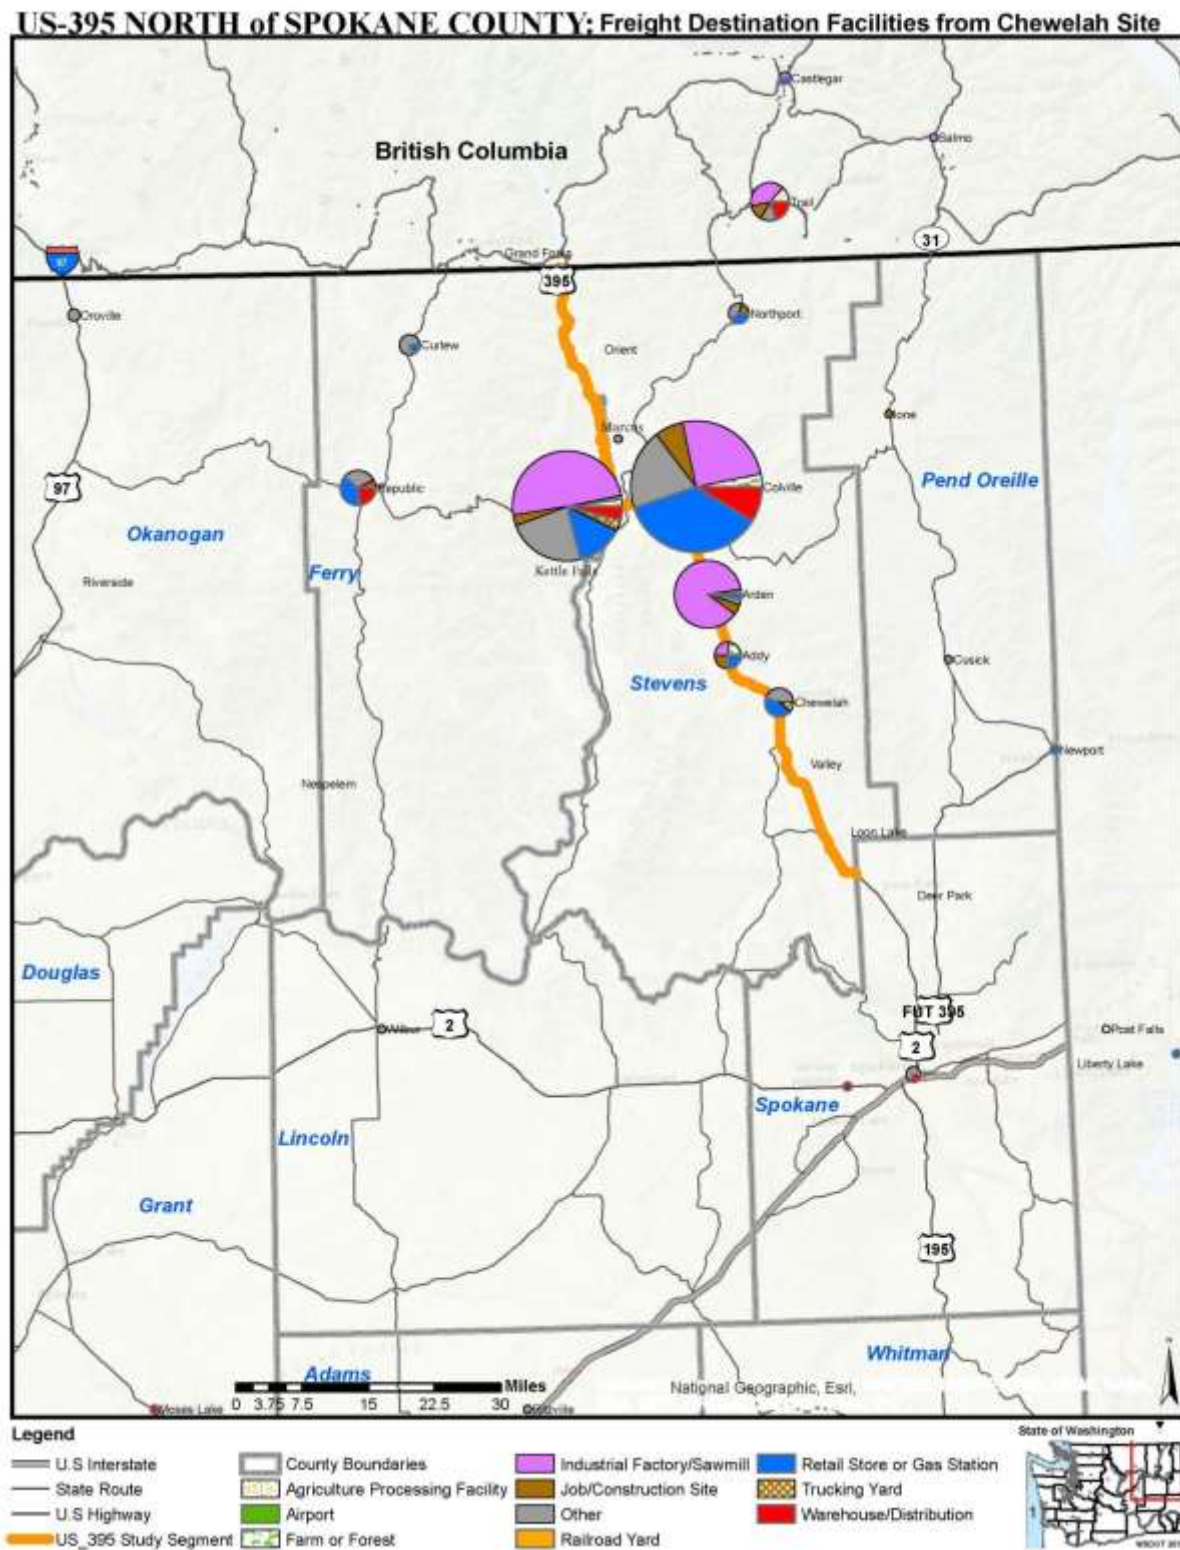 US-395 NORTH of SPOKANE COUNTY: Freight Destination Facilities from Chewelah Site
Castlegar
Salmo
British Columbia
Trail
31
Grand Forks
97
395
Oroville
Northport
Curlew
Orient
Ione
Marcus
97
Republic
Colville
Pend Oreille
Okanogan
Ferry
Kettle Falls
Riverside
Arden
Addy
Cusick
Stevens
Chewelah
Newport
Nespelem
Valley
Loon Lake
Deer Park
Douglas
FUT 395
Wilbur
2
Post Falls
2
Liberty Lake
Spokane
Lincoln
Grant
195
Whitman
Adams
Miles
National Geographic, Esri,
0 3.75 7.5 15 22.5 30
Moses Lake
Legend
State of Washington
U.S Interstate
County Boundaries
Industrial Factory/Sawmill
Retail Store or Gas Station
State Route
Agriculture Processing Facility
Job/Construction Site
Trucking Yard
U.S Highway
Airport
Other
Warehouse/Distribution
US_395 Study Segment
Farm or Forest
Railroad Yard